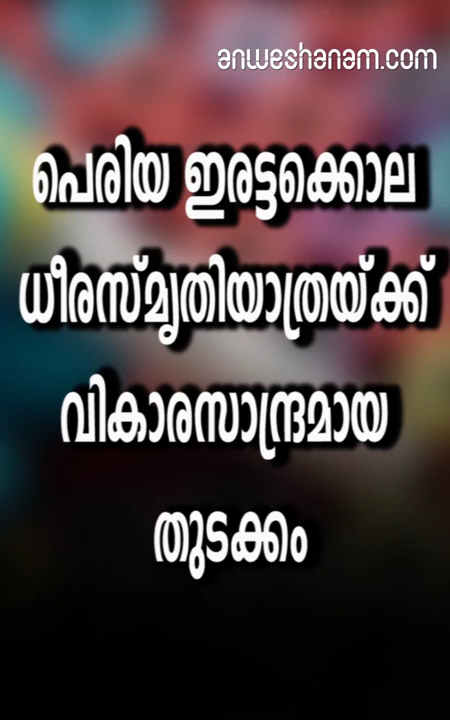 anweshanam.com
പെരിയ ഇരട്ടക്കൊല
ധീരസ്മൃതിയാത്രയ്ക്ക്
വികാരസാന്ദ്രമായ
തുടക്കം